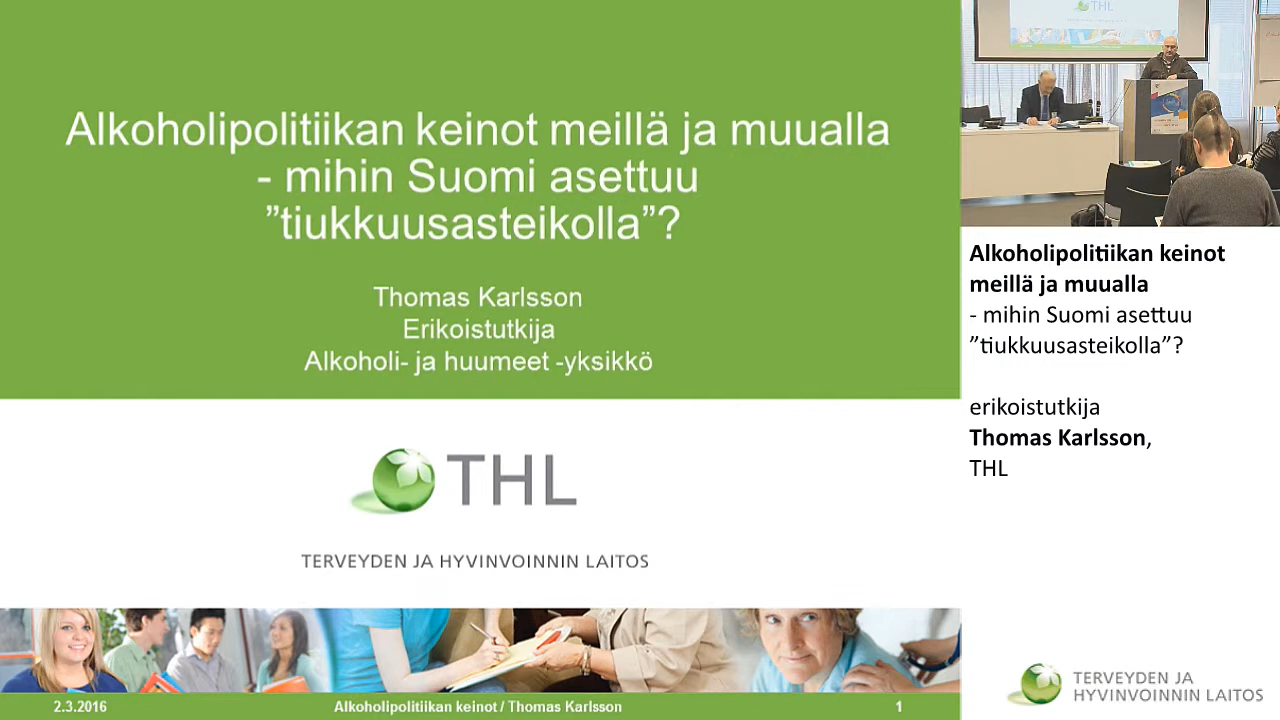 Alkoholipolitiikan keinot meillä ja muualla
- mihin Suomi asettuu
”tiukkuusasteikolla”?
Thomas Karlsson
Erikoistutkija
Alkoholi- ja huumeet -yksikkö
THL
TERVEYDEN JA HYVINVOINNIN LAITOS
2.3.2016
Alkoholipolitiikan keinot / Thomas Karlsson
1
THL
Alkoholipolitiikan keinot
meillä ja muualla
- mihin Suomi asettuu
”tiukkuusasteikolla”?
erikoistutkija
Thomas Karlsson,
THL
TERVEYDEN JA
HYVINVOINNIN LAITOS